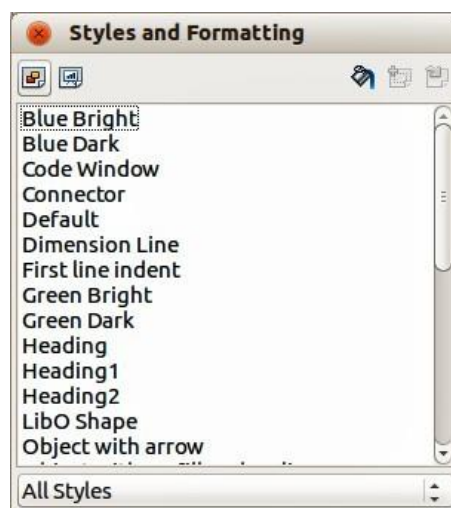 Styles and Formatting
Blue Bright
Blue Dark
Code Window
Connector
Default
Dimension Line
First line indent
Green Bright
Green Dark
Heading
Heading1
Heading2
LibO Shape
Object with arrow
All Styles